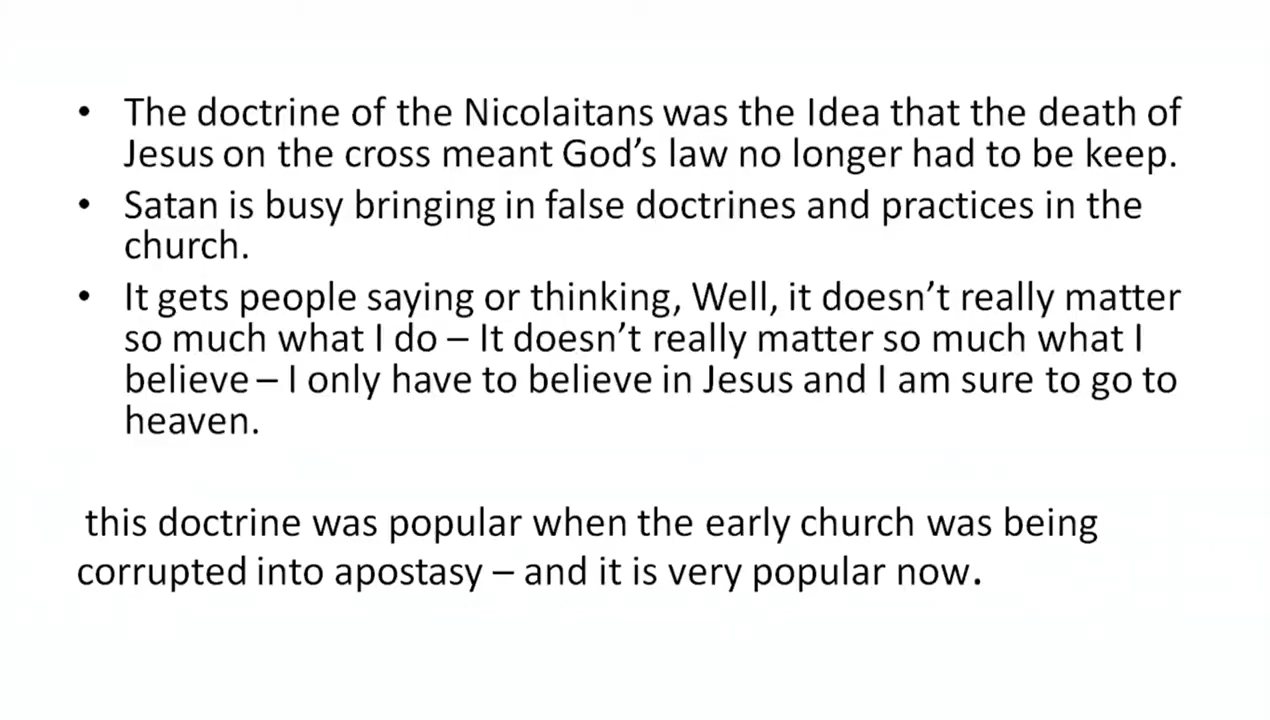 • The doctrine of the Nicolaitans was the Idea that the death of
Jesus on the cross meant God's law no longer had to be keep.
• Satan is busy bringing in false doctrines and practices in the
church.
• It gets people saying or thinking, Well, it doesn't really matter
so much what I do – It doesn't really matter so much what I
believe – I only have to believe in Jesus and I am sure to go to
heaven.
this doctrine was popular when the early church was being
corrupted into apostasy – and it is very popular now.